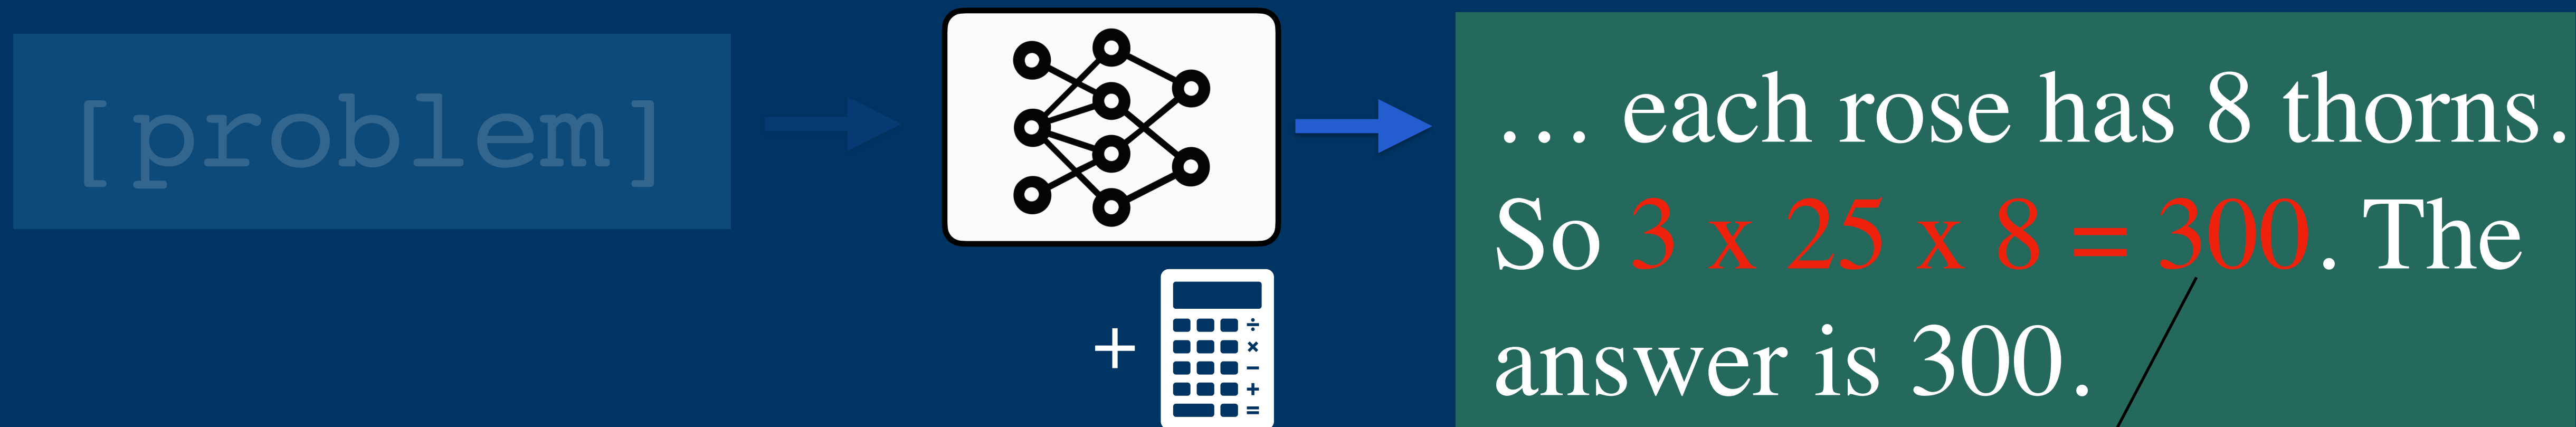 [problem]
... each rose has 8 thorns.
So 3 x 25 x 8 = 300. The
answer is 300.
+
÷
×
−
+
=